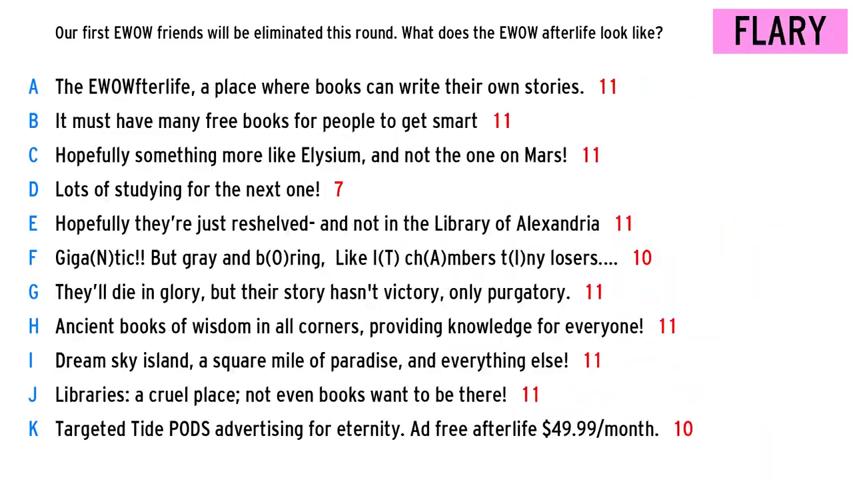 Our first EWOW friends will be eliminated this round. What does the EWOW afterlife look like?
FLARY
A The EWOWfterlife, a place where books can write their own stories. 11
B It must have many free books for people to get smart 11
C Hopefully something more like Elysium, and not the one on Mars! 11
D Lots of studying for the next one! 7
E Hopefully they're just reshelved- and not in the Library of Alexandria 11
F Giga(N)tic!! But gray and b(O)ring, Like I(T) ch(A)mbers t(I)ny losers.... 10
G They'll die in glory, but their story hasn't victory, only purgatory. 11
H Ancient books of wisdom in all corners, providing knowledge for everyone! 11
I Dream sky island, a square mile of paradise, and everything else! 11
J Libraries: a cruel place; not even books want to be there! 11
K Targeted Tide PODS advertising for eternity. Ad free afterlife $49.99/month. 10